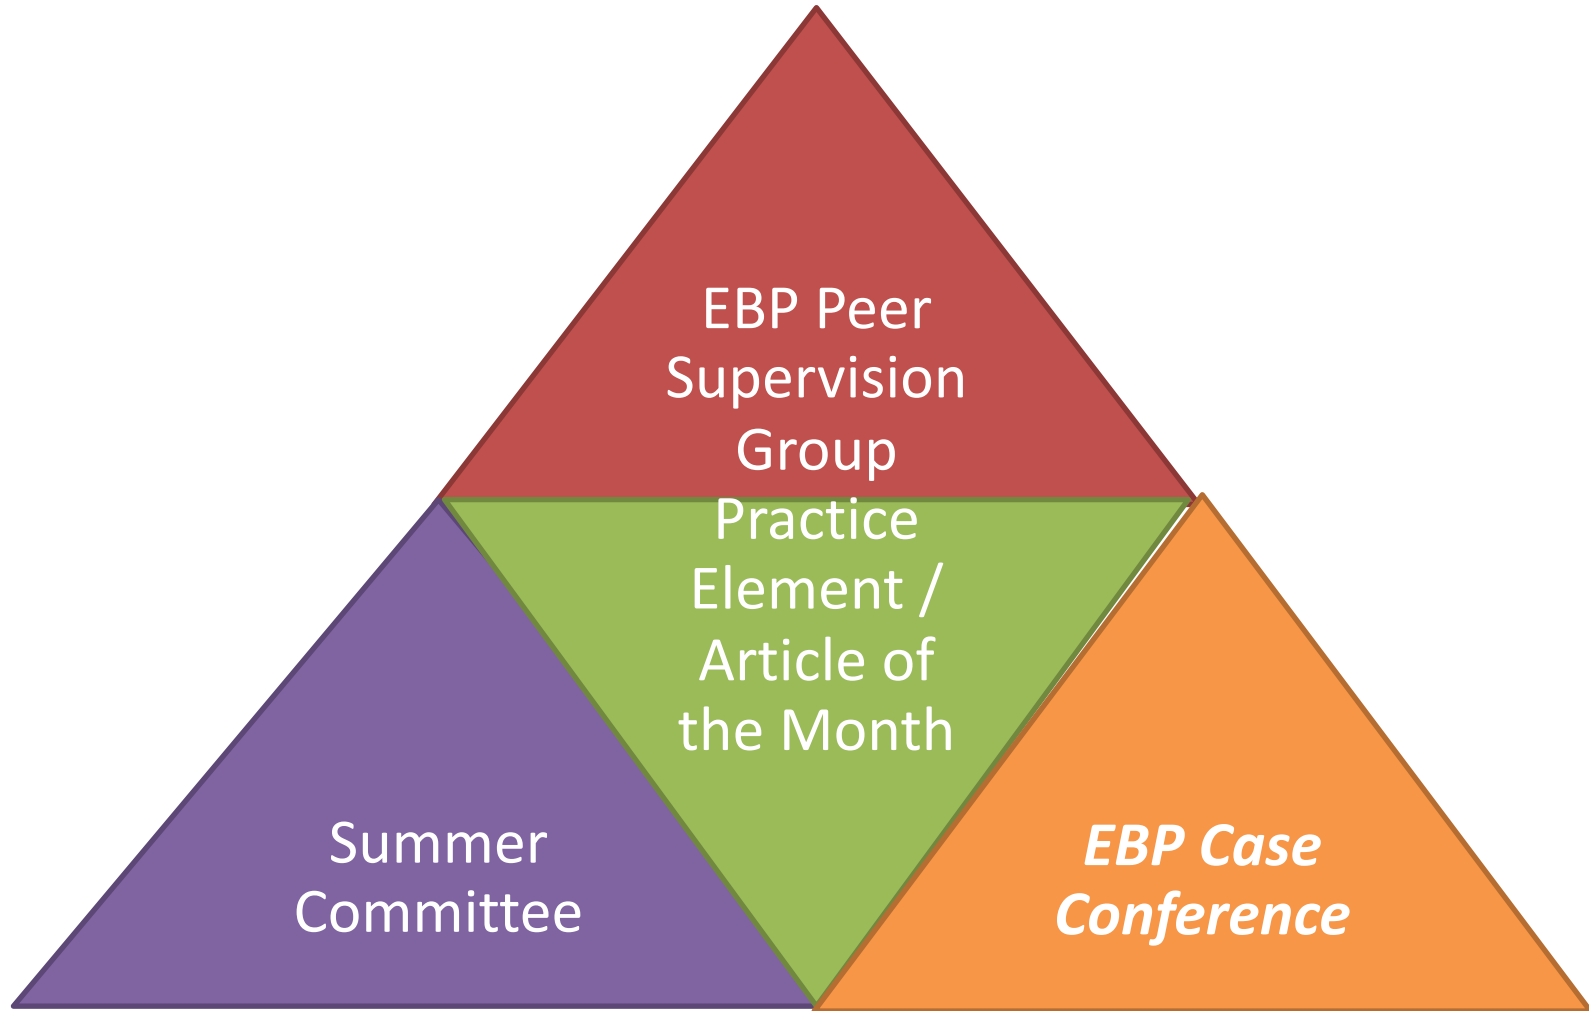 EBP Peer
Supervision
Group
Practice
Element /
Article of
the Month
Summer
Committee
EBP Case
Conference